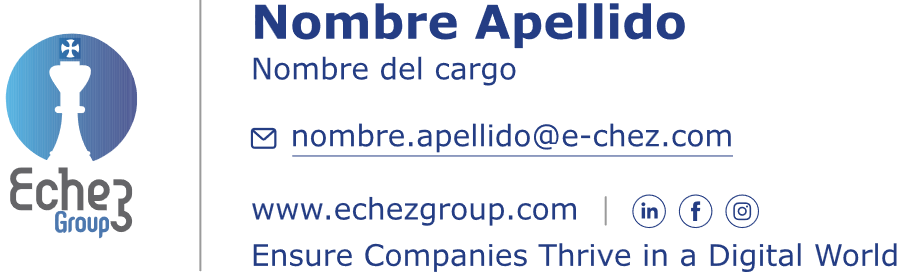 Echez
Group
Nombre Apellido
Nombre del cargo
nombre.apellido@e-chez.com
www.echezgroup.com | in f
Ensure Companies Thrive in a Digital World